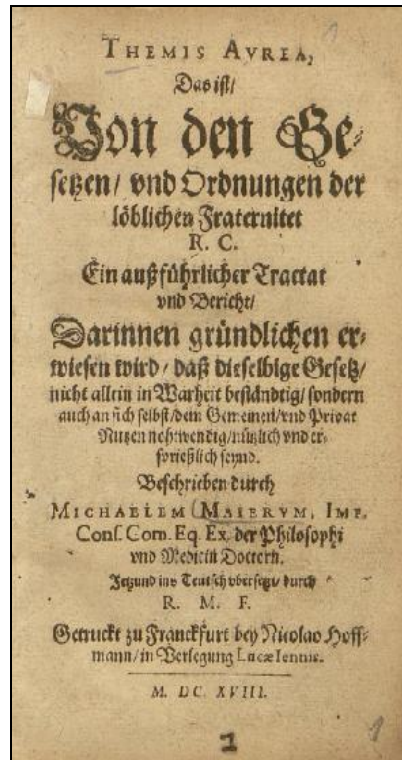 THEMIS AVREA,
Das ist/
Von den Ge-
setzen/ vnd Ordnungen der
löblichen Fraternitet
R. C.
Ein außführlicher Tractat
vnd Bericht/
Darinnen gründlichen er-
wiesen wird/ daß dieselbige Gesetz/
nicht allein in Warheit beständtig/ sondern
auch an sich selbst/ dem Gemeinen/ vnd Privat
Nutzen nohtwendig/ nützlich vnd er-
sprießlich seynd.
Beschrieben durch
MICHAELEM MAIERVM, IMP.
Cons. Com. Eq. Ex. der Philosophi
vnd Medicin Doctern.
Jetzund ins Teutsch vbersetzt/ durch
R. M. F.
Getruckt zu Franckfurt bey Nicolao Hoff-
mann/ in Verlegung Lucæ Iennis.
M. DC. XVIII.
1